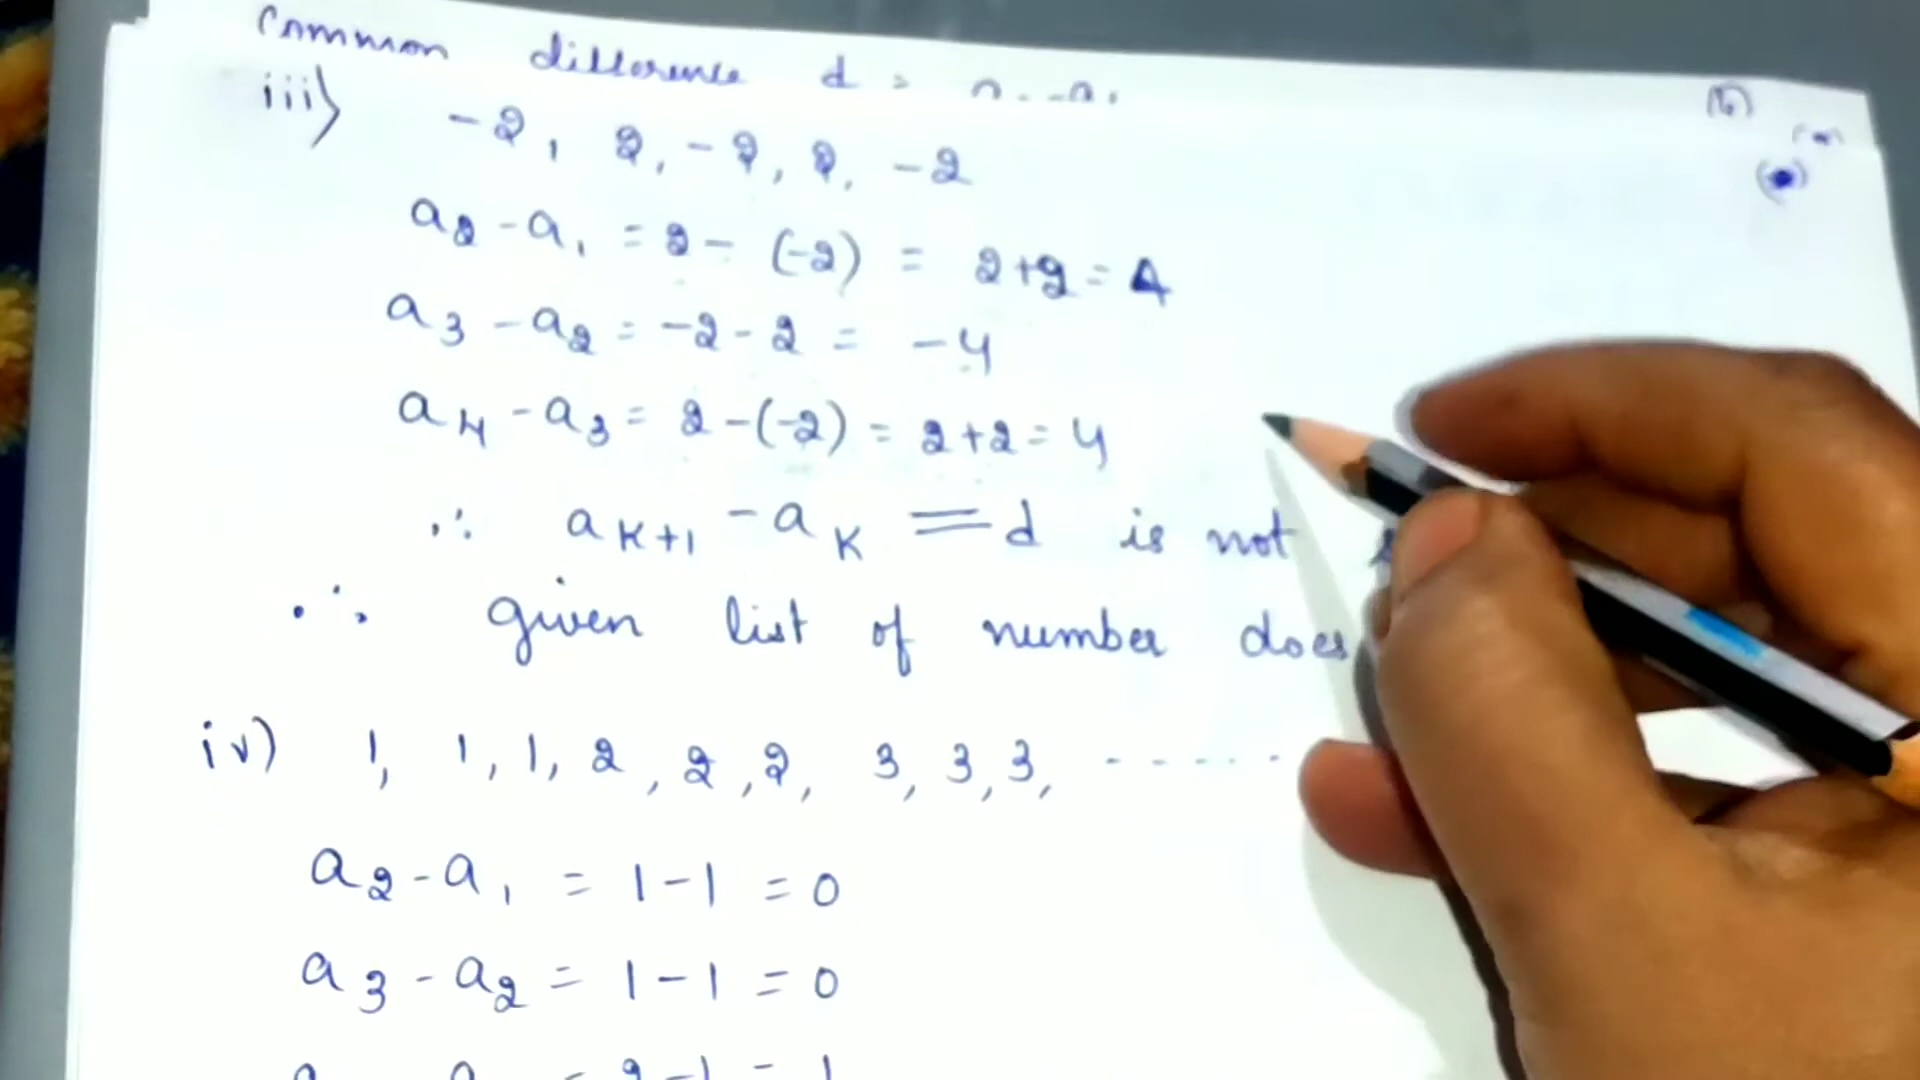 Common difference d =
iii) -2, 2, -2, 2, -2
a2 - a1 = 2 - (-2) = 2+2 = 4
a3 - a2 = -2 - 2 = -4
a4 - a3 = 2 - (-2) = 2+2 = 4
∴ aK+1 - aK = d is not
∴ given list of number does
iv) 1, 1, 1, 2, 2, 2, 3, 3, 3, -----
a2 - a1 = 1 - 1 = 0
a3 - a2 = 1 - 1 = 0
= 2 - 1 = 1